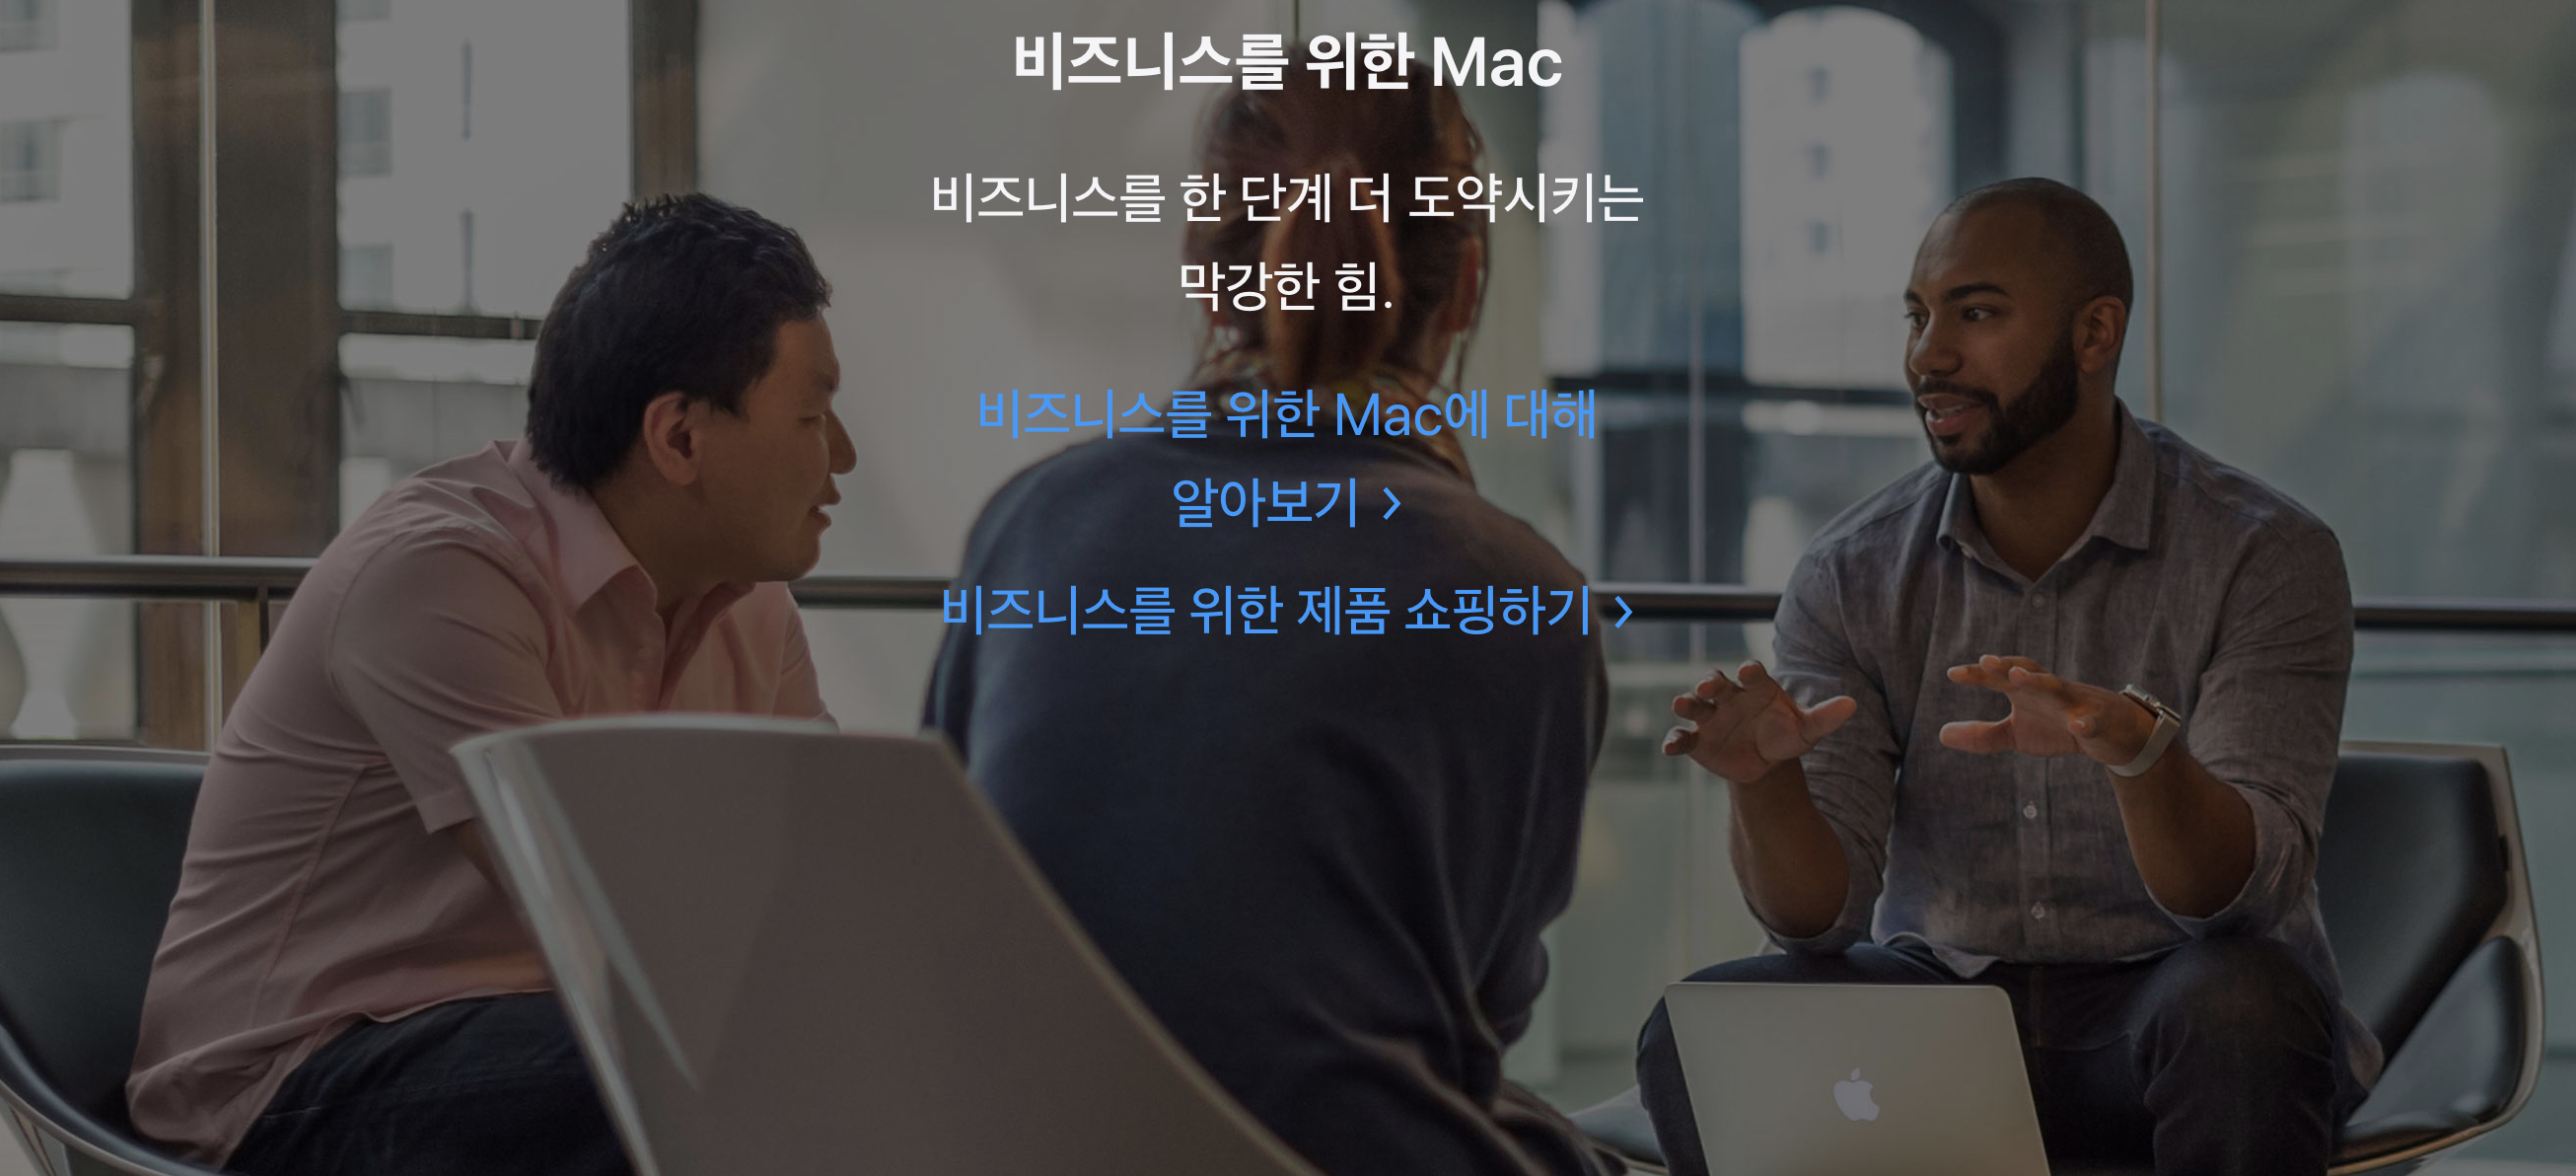 비즈니스를 위한 Mac
비즈니스를 한 단계 더 도약시키는
막강한 힘.
비즈니스를 위한 Mac에 대해
알아보기 >
비즈니스를 위한 제품 쇼핑하기 >